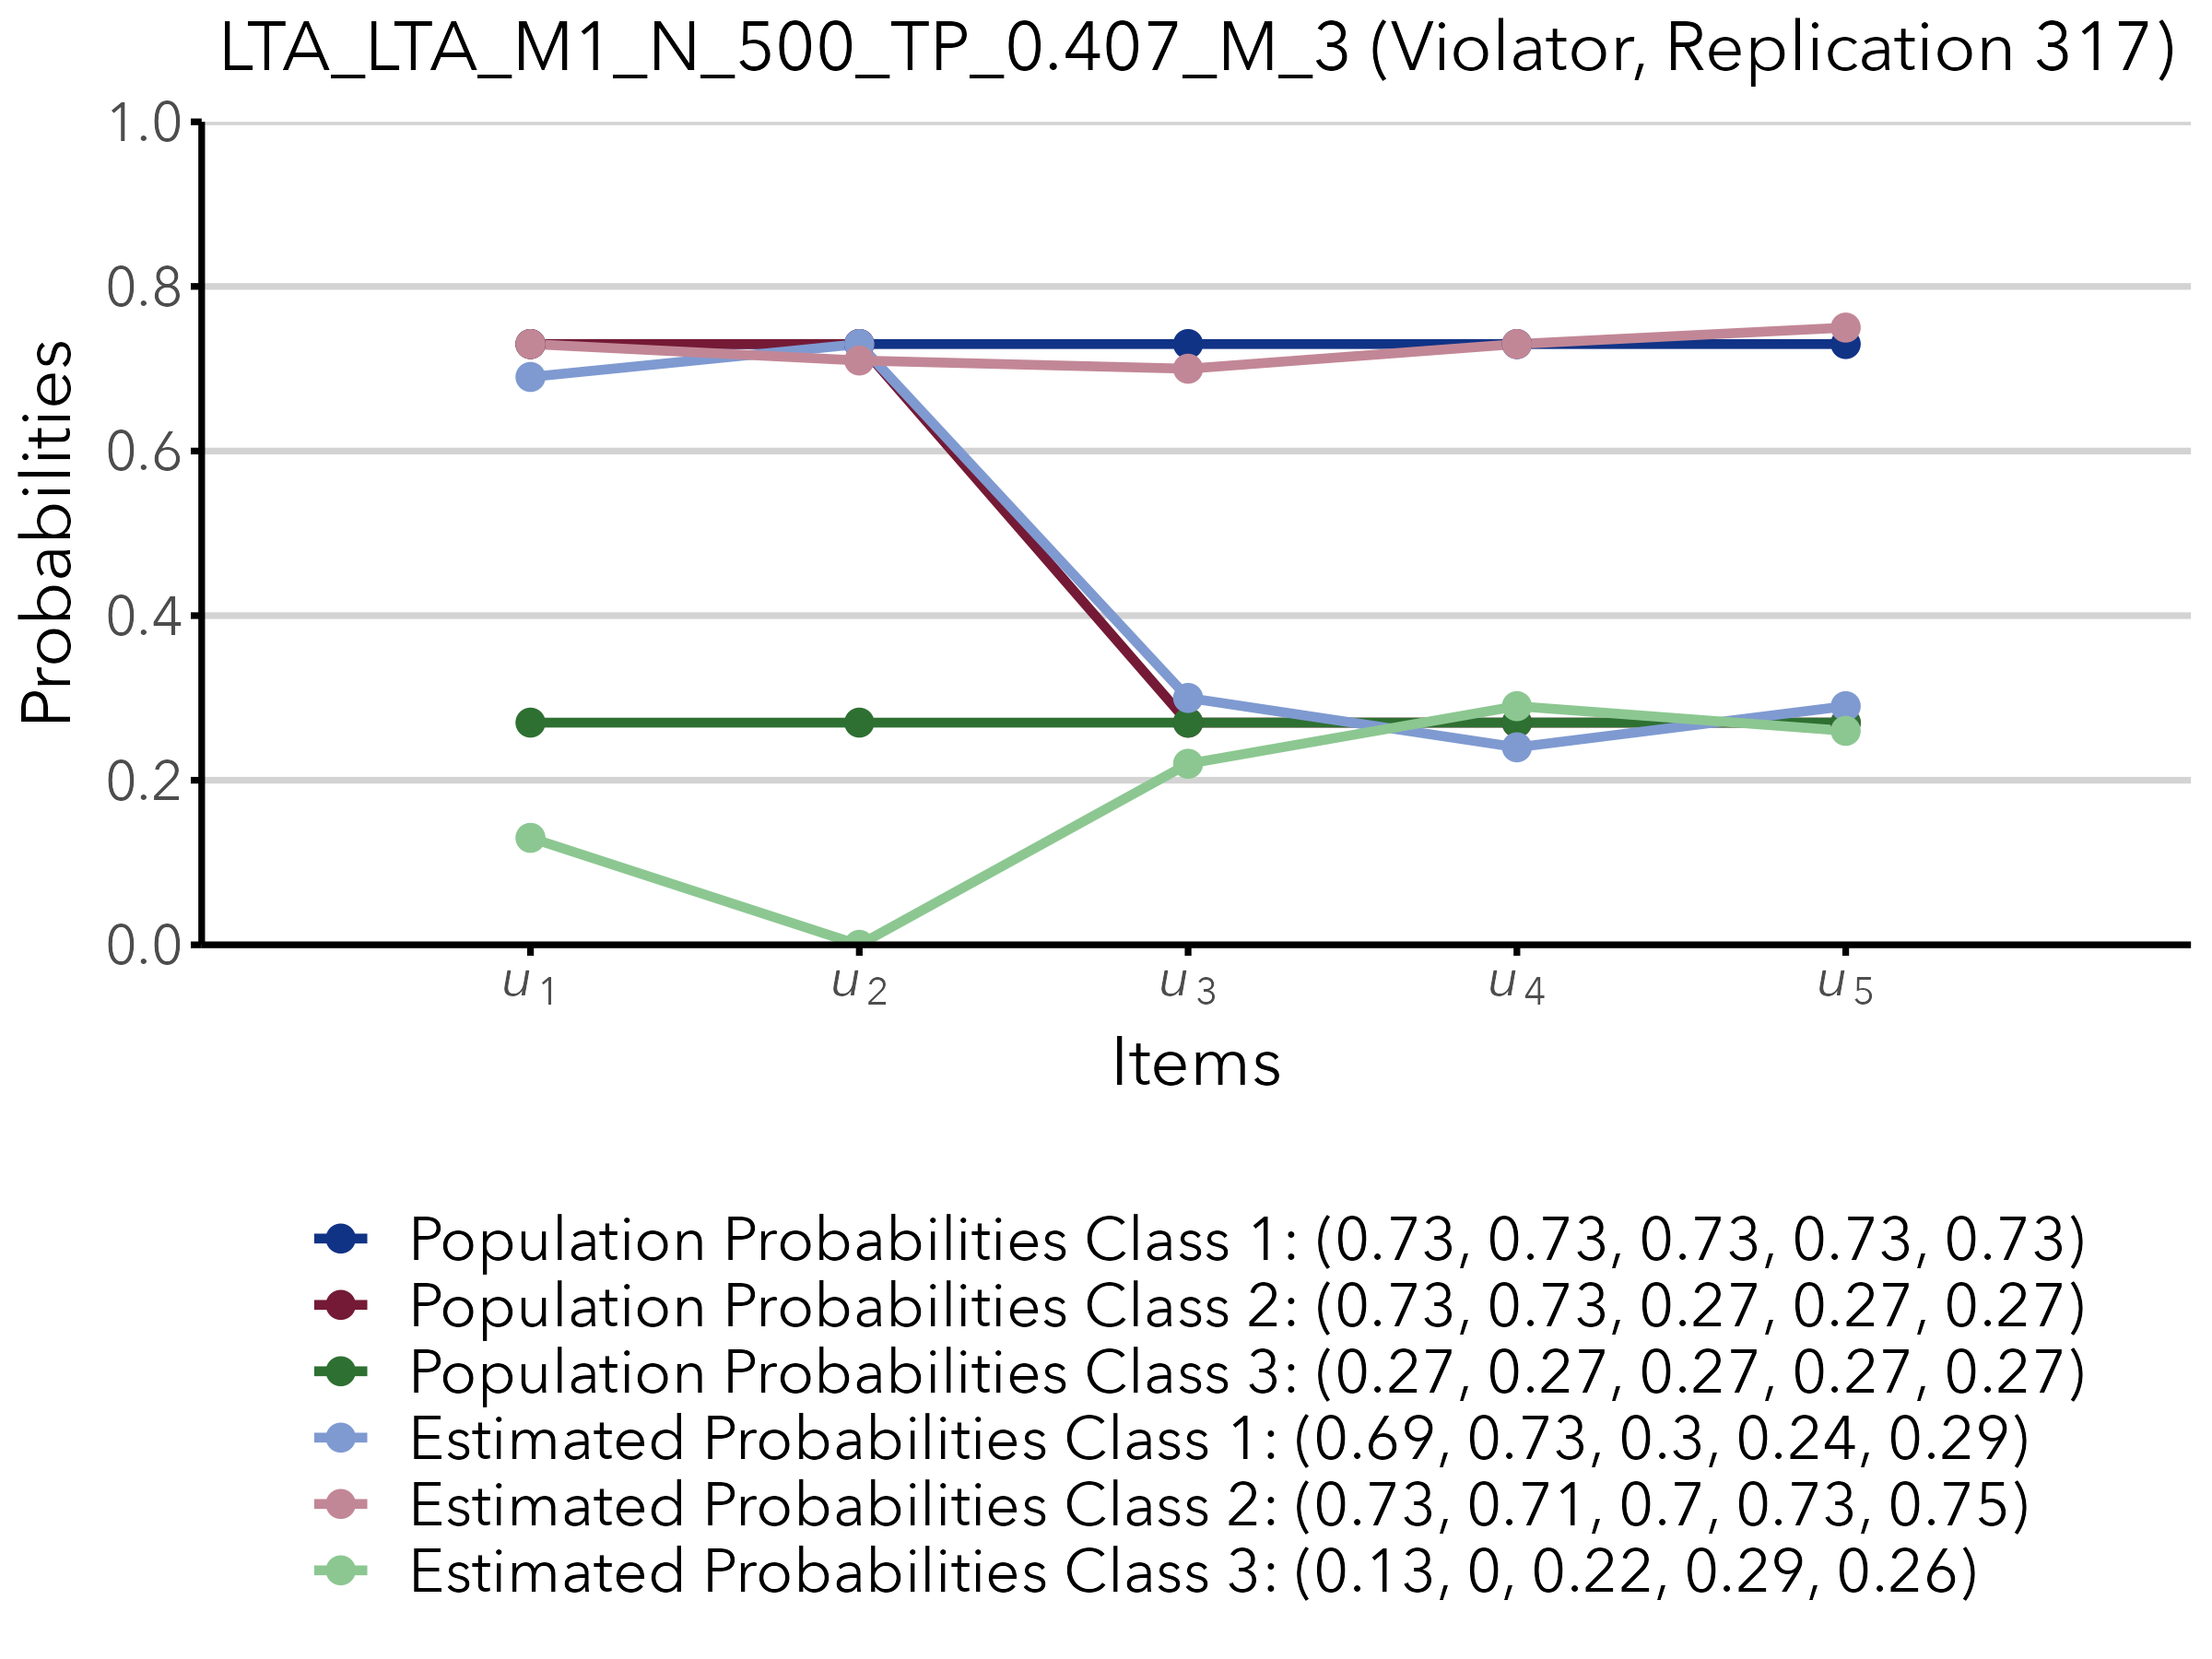 LTA_LTA_M1_N_500_TP_0.407_M_3 (Violator, Replication 317)
1.0
0.8
0.6
0.4
0.2
0.0
Probabilities
u1
u2
u3
u4
u5
Items
Population Probabilities Class 1: (0.73, 0.73, 0.73, 0.73, 0.73)
Population Probabilities Class 2: (0.73, 0.73, 0.27, 0.27, 0.27)
Population Probabilities Class 3: (0.27, 0.27, 0.27, 0.27, 0.27)
Estimated Probabilities Class 1: (0.69, 0.73, 0.3, 0.24, 0.29)
Estimated Probabilities Class 2: (0.73, 0.71, 0.7, 0.73, 0.75)
Estimated Probabilities Class 3: (0.13, 0, 0.22, 0.29, 0.26)